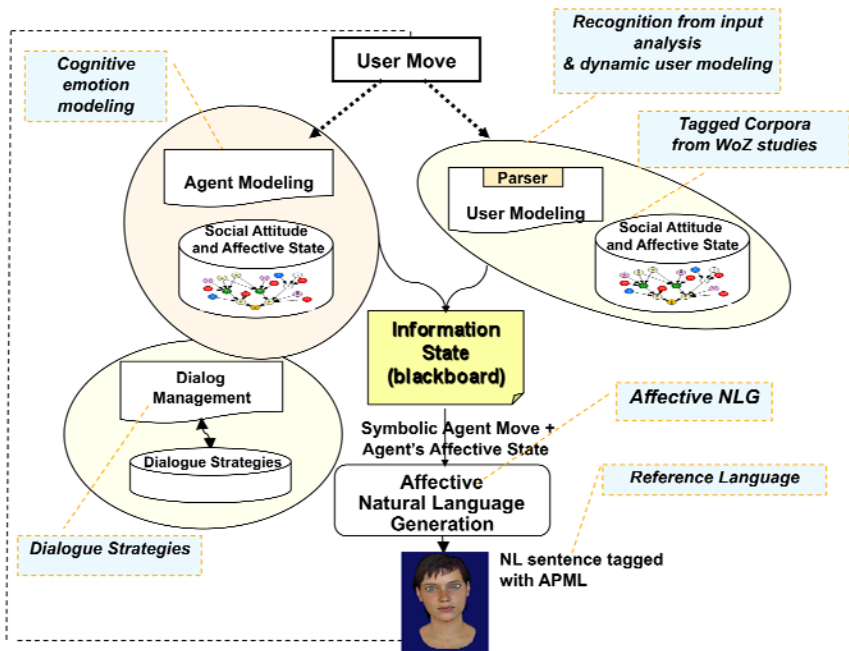 Recognition from input
analysis
& dynamic user modeling
User Move
Cognitive
emotion
modeling
Tagged Corpora
from WoZ studies
Agent Modeling
Parser
User Modeling
Social Attitude
and Affective State
Social Attitude
and Affective State
Information
State
(blackboard)
Dialog
Management
Dialogue Strategies
Affective NLG
Symbolic Agent Move +
Agent's Affective State
Affective
Natural Language
Generation
Reference Language
Dialogue Strategies
NL sentence tagged
with APML